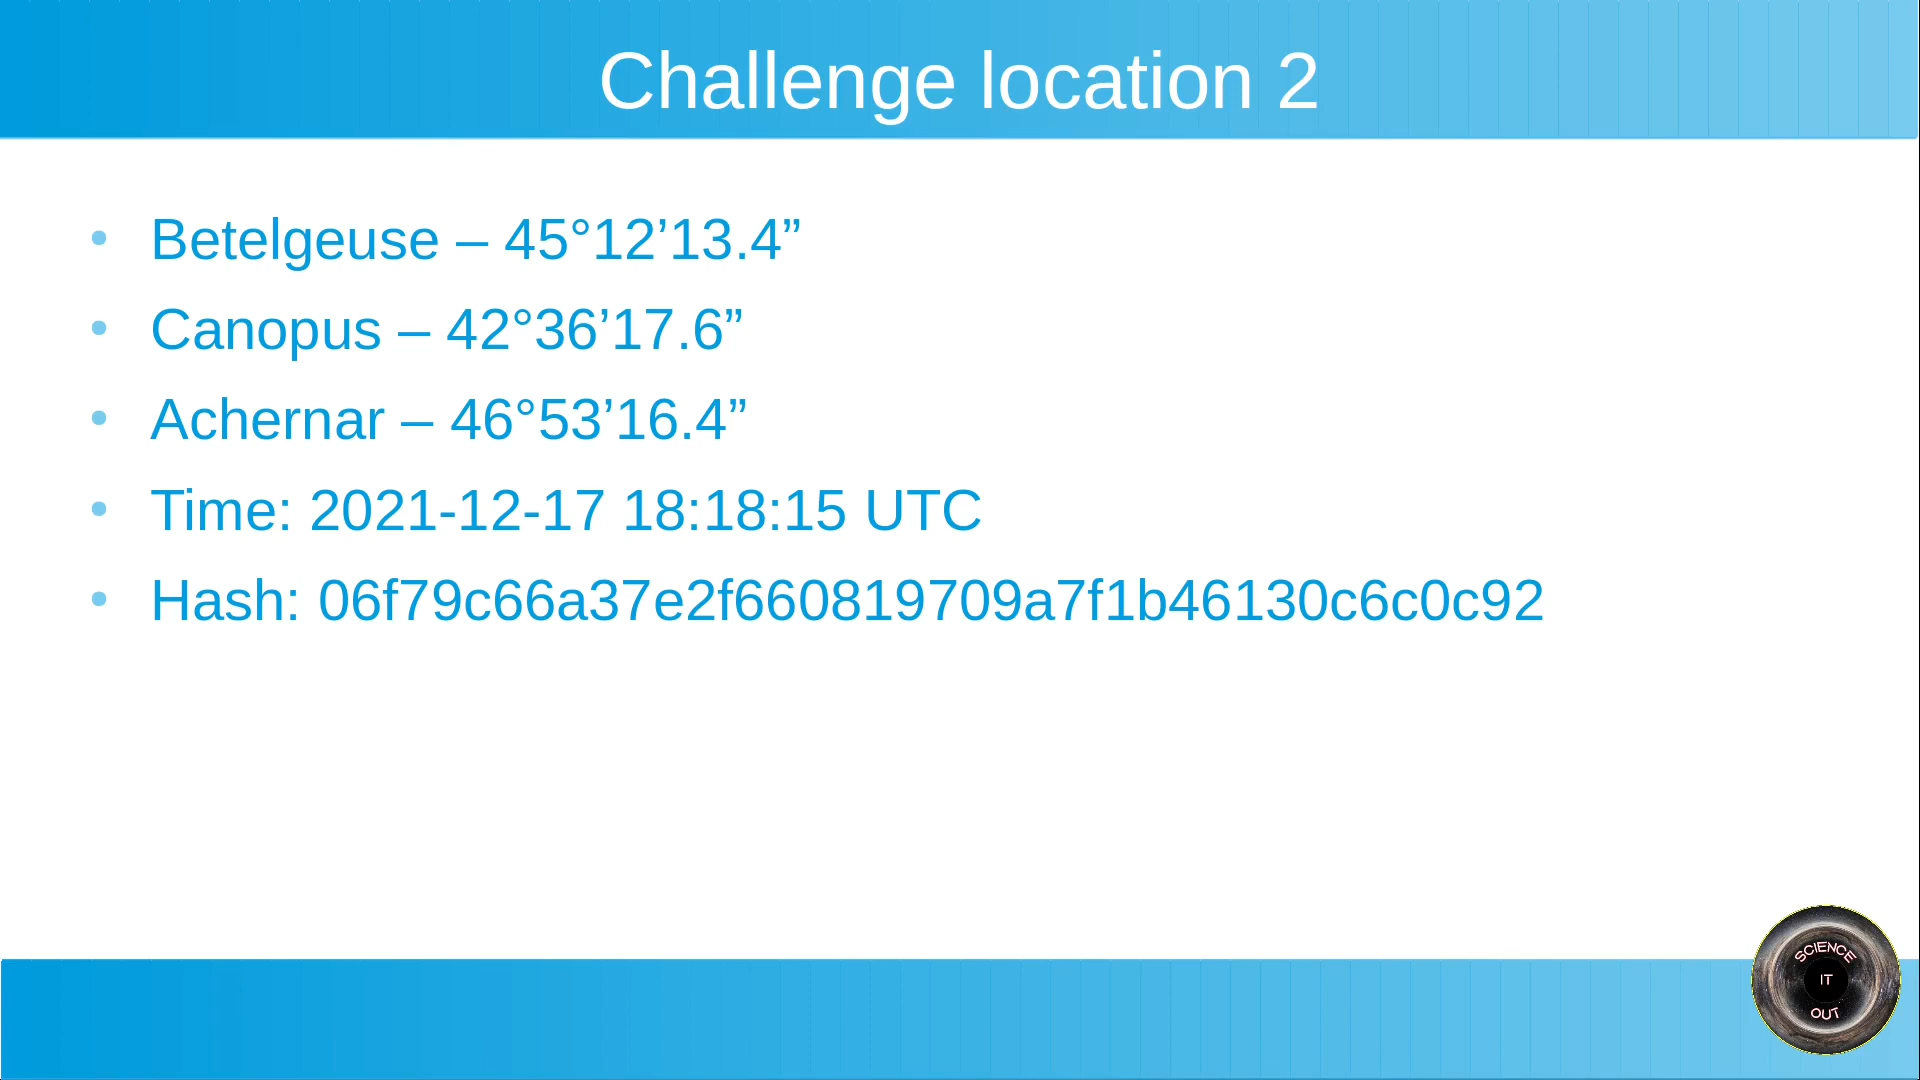 Challenge location 2
• Betelgeuse – 45°12’13.4”
• Canopus – 42°36’17.6”
• Achernar – 46°53’16.4”
• Time: 2021-12-17 18:18:15 UTC
• Hash: 06f79c66a37e2f660819709a7f1b46130c6c0c92
SCIENCE
IT
OUT